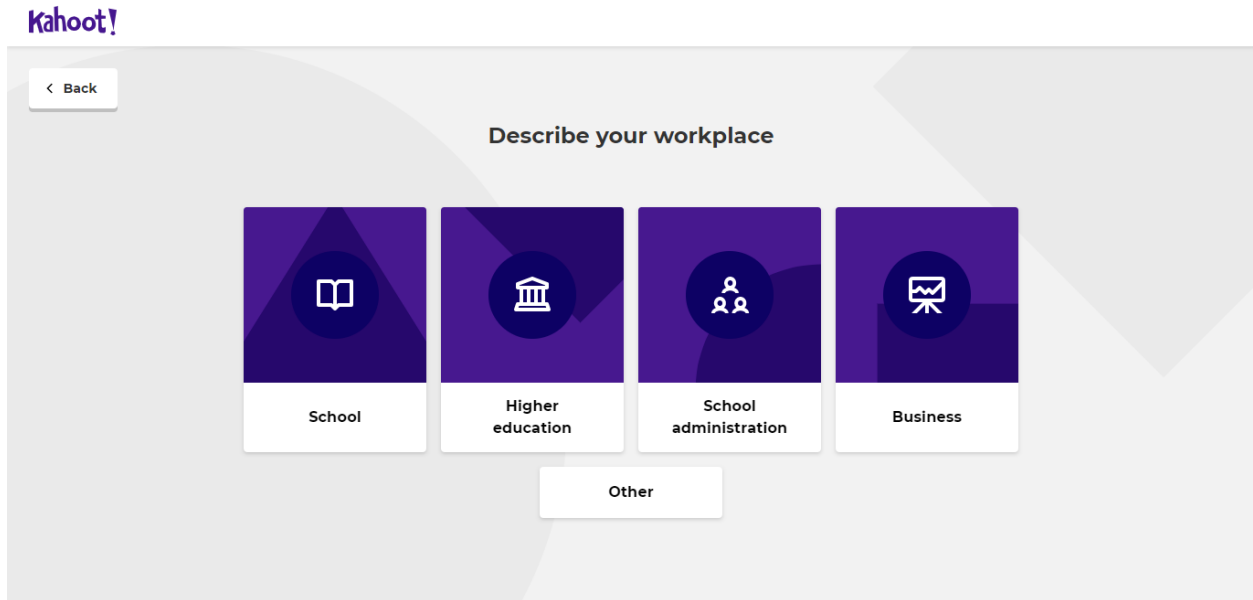 Kahoot!
Back
Describe your workplace
School
Higher
education
School
administration
Business
Other